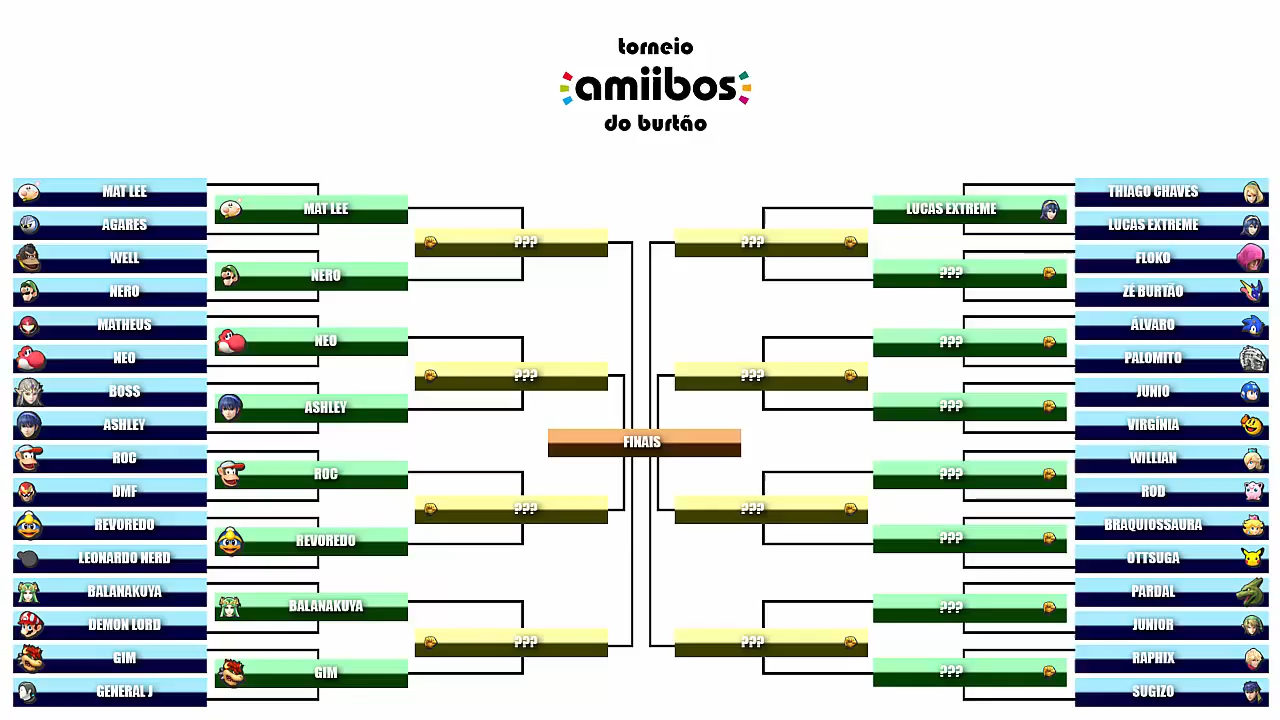 torneio
amiibos
do burtão
MAT LEE
AGARES
WELL
NERO
MATHEUS
NEO
BOSS
ASHLEY
ROC
DMF
REVOREDO
LEONARDO NERD
BALANAKUYA
DEMON LORD
GIM
GENERAL J
MAT LEE
NERO
NEO
ASHLEY
ROC
REVOREDO
BALANAKUYA
GIM
???
???
???
???
FINAIS
???
???
???
???
LUCAS EXTREME
???
???
???
???
???
???
???
THIAGO CHAVES
LUCAS EXTREME
FLOKO
ZÉ BURTÃO
ÁLVARO
PALOMITO
JUNIO
VIRGÍNIA
WILLIAN
ROD
BRAQUIOSSAURA
OTTSUGA
PARDAL
JUNIOR
RAPHIX
SUGIZO